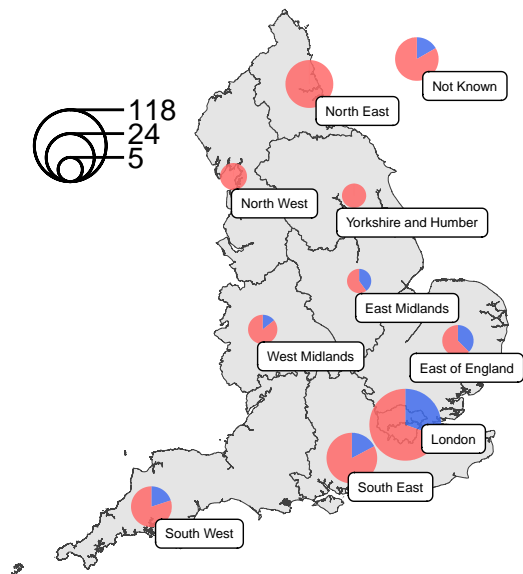 Not Known
North East
118
24
5
North West
Yorkshire and Humber
East Midlands
West Midlands
East of England
London
South East
South West